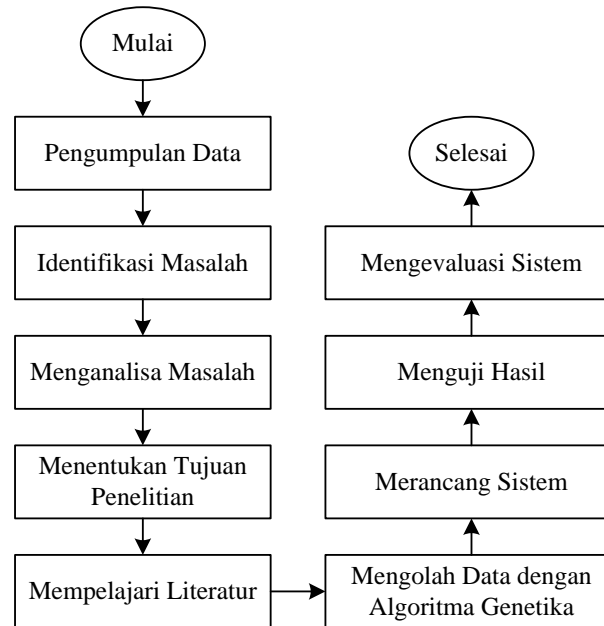 Mulai
Pengumpulan Data
Identifikasi Masalah
Menganalisa Masalah
Menentukan Tujuan
Penelitian
Mempelajari Literatur
Mengolah Data dengan
Algoritma Genetika
Merancang Sistem
Menguji Hasil
Mengevaluasi Sistem
Selesai